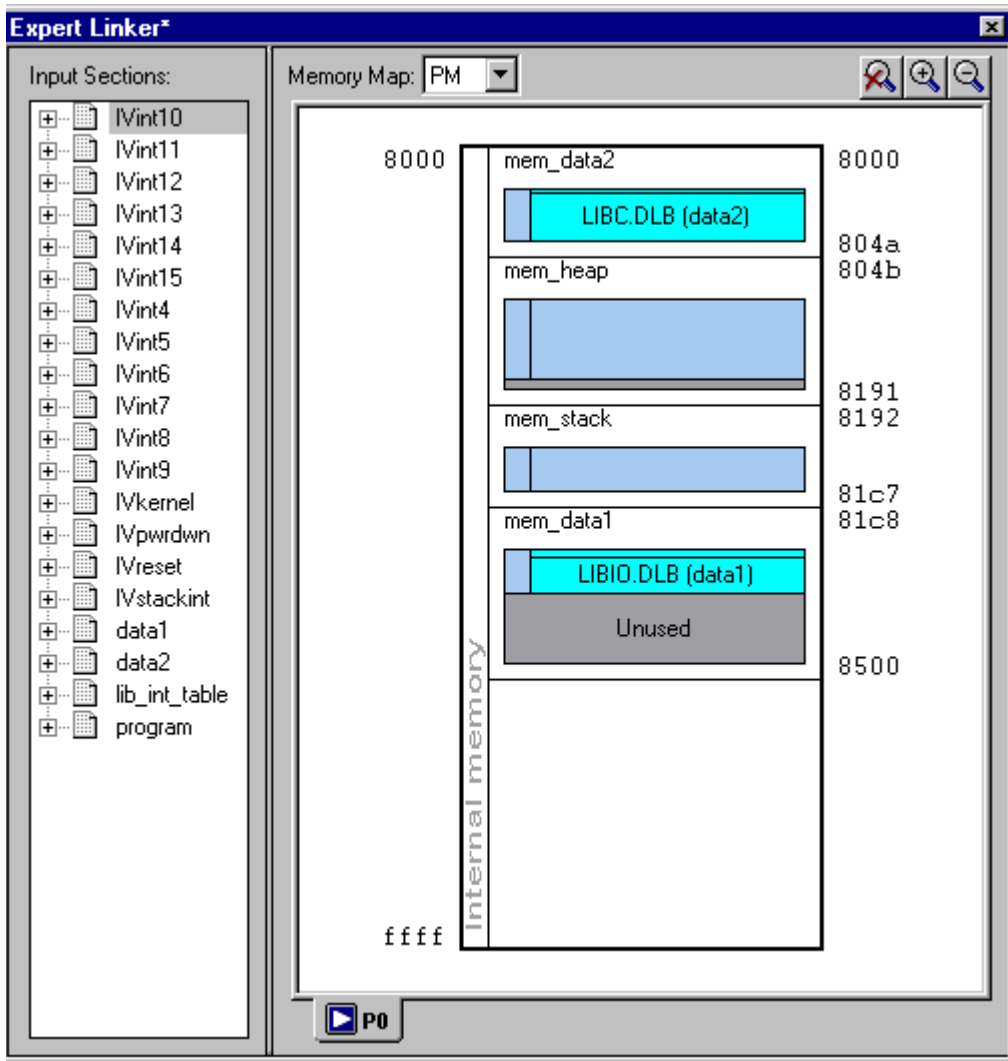 Expert Linker*
Input Sections:
IVint10
IVint11
IVint12
IVint13
IVint14
IVint15
IVint4
IVint5
IVint6
IVint7
IVint8
IVint9
IVkernel
IVpwrdwn
IVreset
IVstackint
data1
data2
lib_int_table
program
Memory Map: PM
8000 mem_data2 8000
LIBC.DLB (data2)
804a
mem_heap 804b
8191
mem_stack 8192
81c7
mem_data1 81c8
LIBIO.DLB (data1)
Unused
8500
Internal memory
ffff
P0